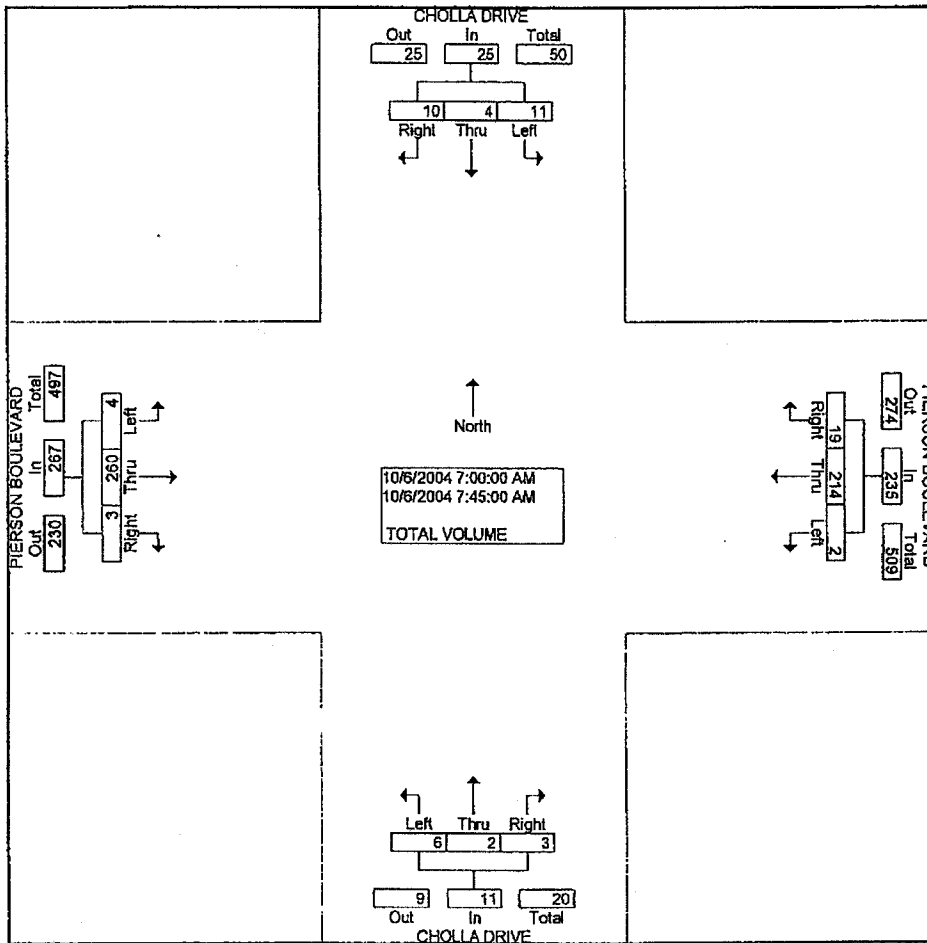 CHOLLA DRIVE
Out In Total
25 25 50
10 4 11
Right Thru Left
PIERSON BOULEVARD
Total In Out
497 267 230
4 260 3
Left Thru Right
North
10/6/2004 7:00:00 AM
10/6/2004 7:45:00 AM
TOTAL VOLUME
Right Thru Left
19 214 2
274 235 509
Out In Total
PIERSON BOULEVARD
Left Thru Right
6 2 3
9 11 20
Out In Total
CHOLLA DRIVE